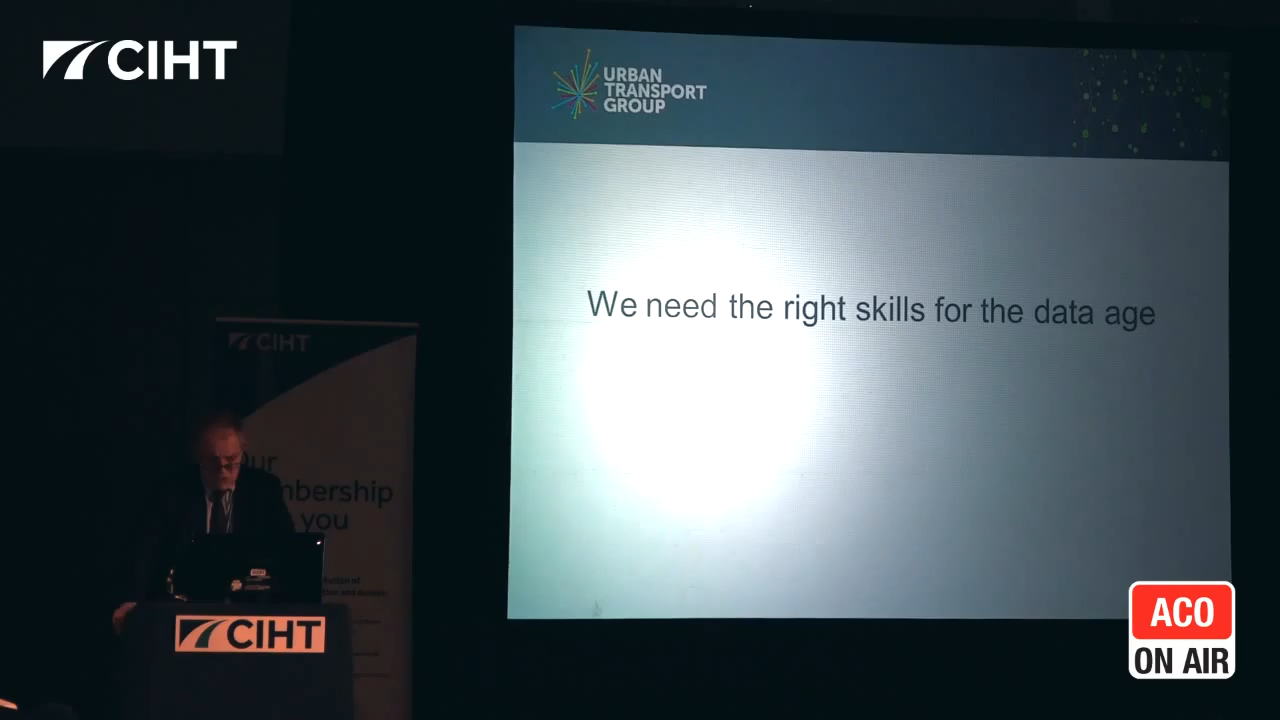 CIHT
URBAN
TRANSPORT
GROUP
We need the right skills for the data age
CIHT
membership
you
CIHT
ACO
ON AIR